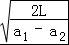 √(2L / (a₁ − a₂))